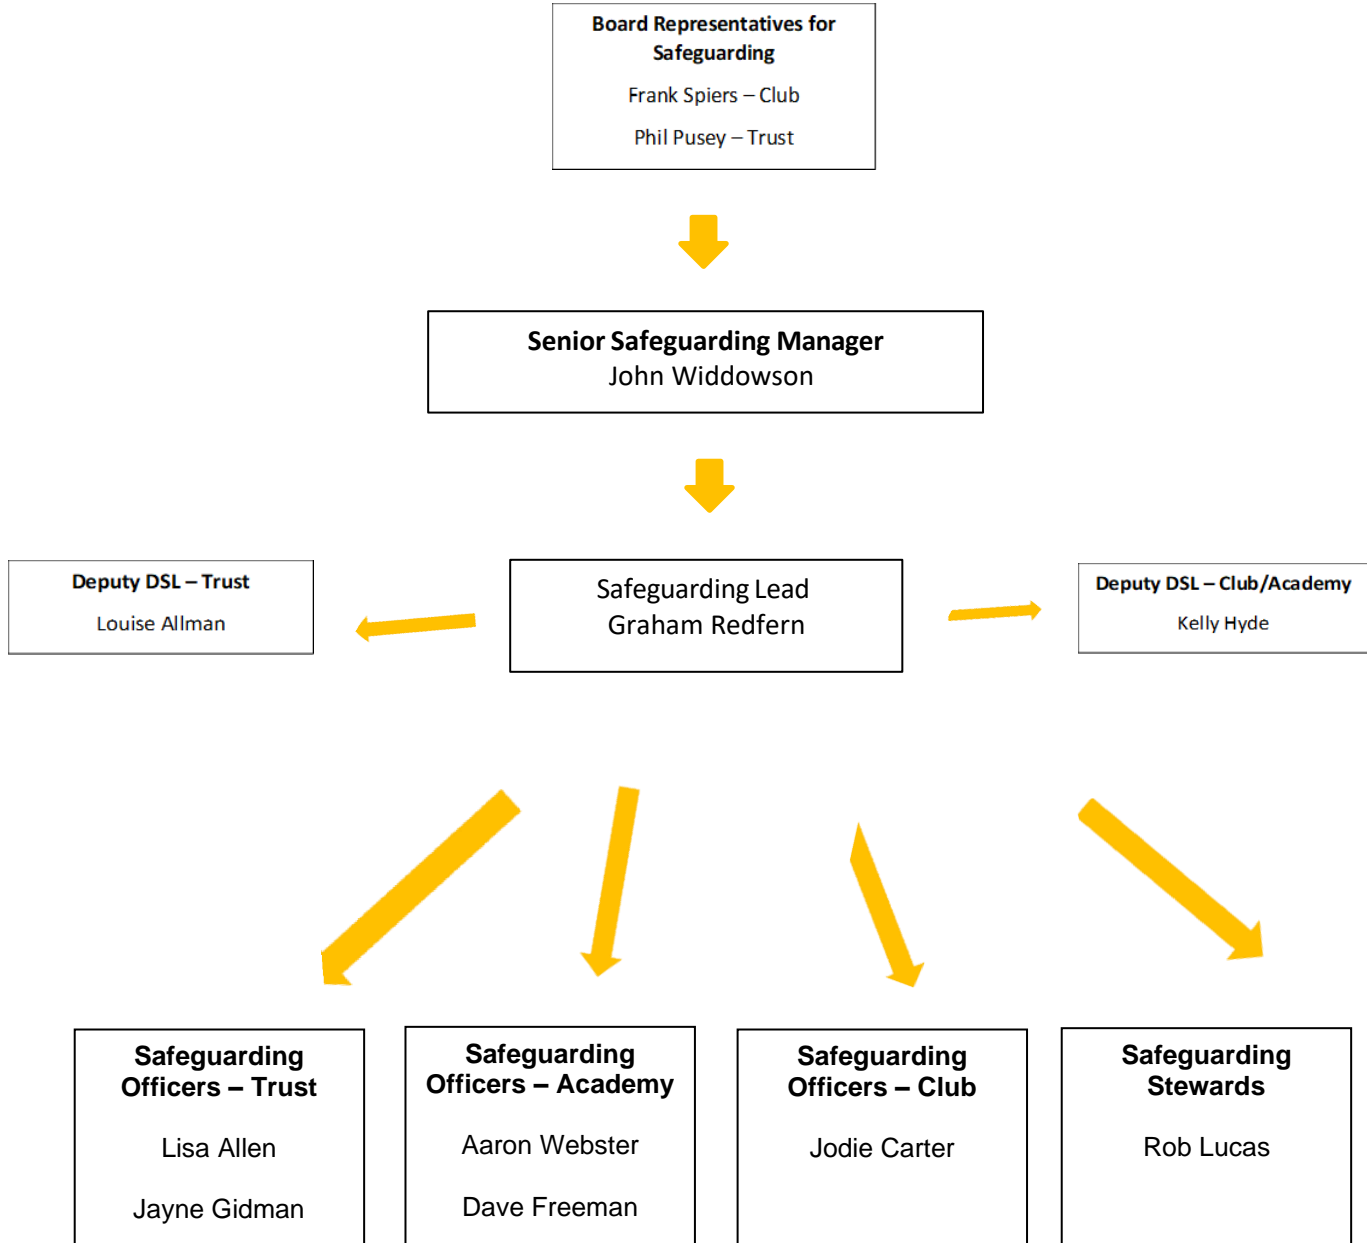 Board Representatives for
Safeguarding
Frank Spiers – Club
Phil Pusey – Trust
Senior Safeguarding Manager
John Widdowson
Deputy DSL – Trust
Louise Allman
Safeguarding Lead
Graham Redfern
Deputy DSL – Club/Academy
Kelly Hyde
Safeguarding
Officers – Trust
Lisa Allen
Jayne Gidman
Safeguarding
Officers – Academy
Aaron Webster
Dave Freeman
Safeguarding
Officers – Club
Jodie Carter
Safeguarding
Stewards
Rob Lucas